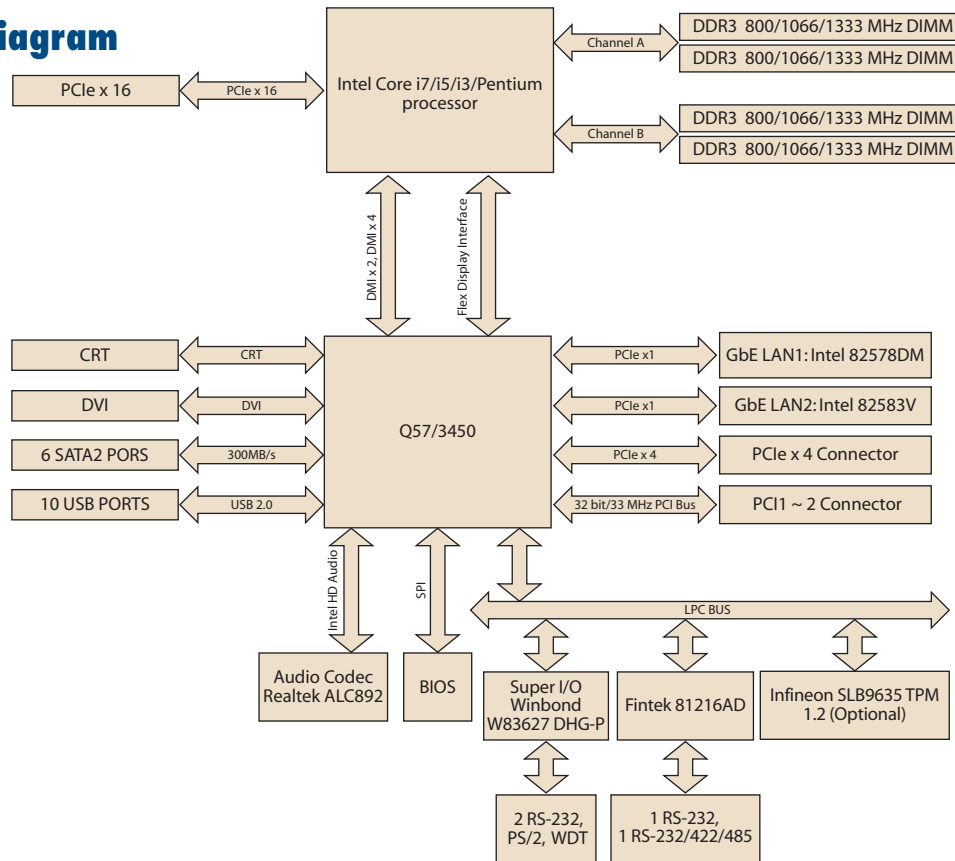 iagram
DDR3 800/1066/1333 MHz DIMM
Channel A
DDR3 800/1066/1333 MHz DIMM
PCIe x 16
PCIe x 16
Intel Core i7/i5/i3/Pentium
processor
DDR3 800/1066/1333 MHz DIMM
Channel B
DDR3 800/1066/1333 MHz DIMM
DMI x 2, DMI x 4
Flex Display Interface
CRT
CRT
PCIe x1
GbE LAN1: Intel 82578DM
DVI
DVI
PCIe x1
GbE LAN2: Intel 82583V
Q57/3450
6 SATA2 PORS
300MB/s
PCIe x 4
PCIe x 4 Connector
10 USB PORTS
USB 2.0
32 bit/33 MHz PCI Bus
PCI1 ~ 2 Connector
Intel HD Audio
SPI
LPC BUS
Audio Codec
Realtek ALC892
BIOS
Super I/O
Winbond
W83627 DHG-P
Fintek 81216AD
Infineon SLB9635 TPM
1.2 (Optional)
2 RS-232,
PS/2, WDT
1 RS-232,
1 RS-232/422/485